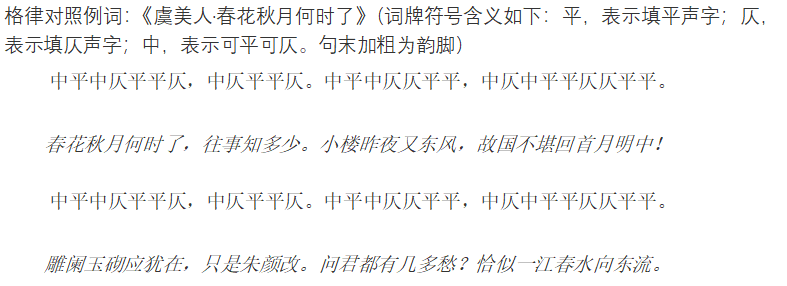 格律对照例词：《虞美人·春花秋月何时了》（词牌符号含义如下：平，表示填平声字；仄，
表示填仄声字；中，表示可平可仄。句末加粗为韵脚）
中平中仄平平仄，中仄平平仄。中平中仄仄平平，中仄中平平仄仄平平。
春花秋月何时了，往事知多少。小楼昨夜又东风，故国不堪回首月明中！
中平中仄平平仄，中仄平平仄。中平中仄仄平平，中仄中平平仄仄平平。
雕阑玉砌应犹在，只是朱颜改。问君都有几多愁？恰似一江春水向东流。